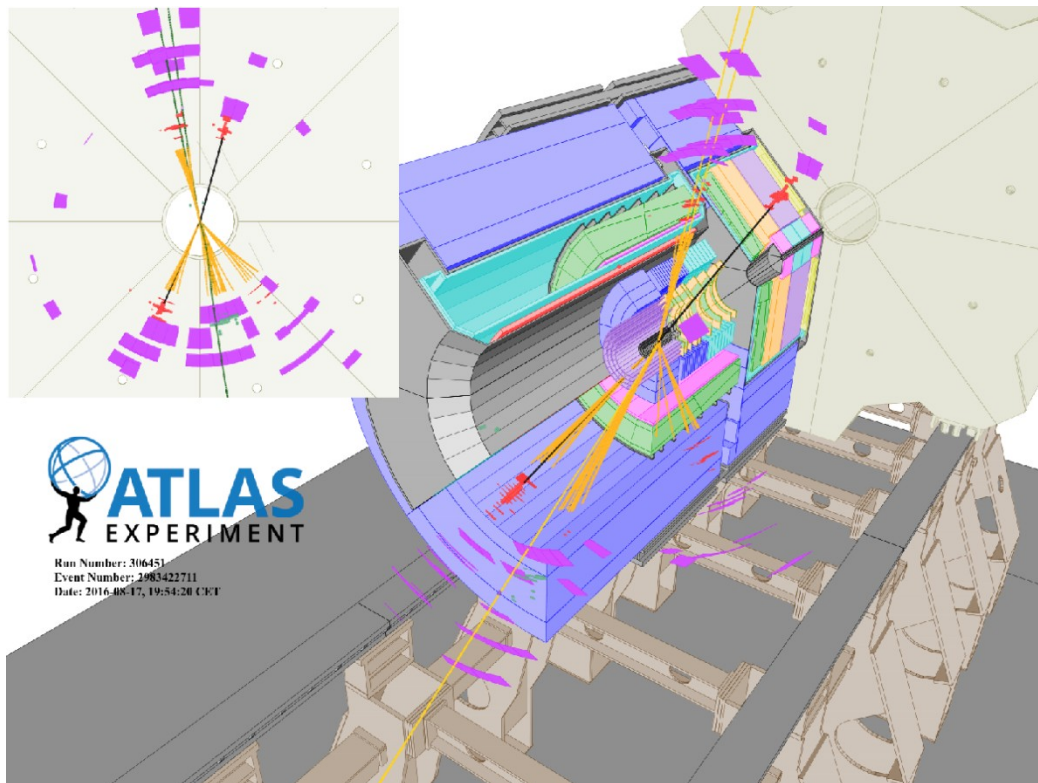 ATLAS
EXPERIMENT
Run Number: 306451
Event Number: 2983422711
Date: 2016-08-17, 19:54:20 CET